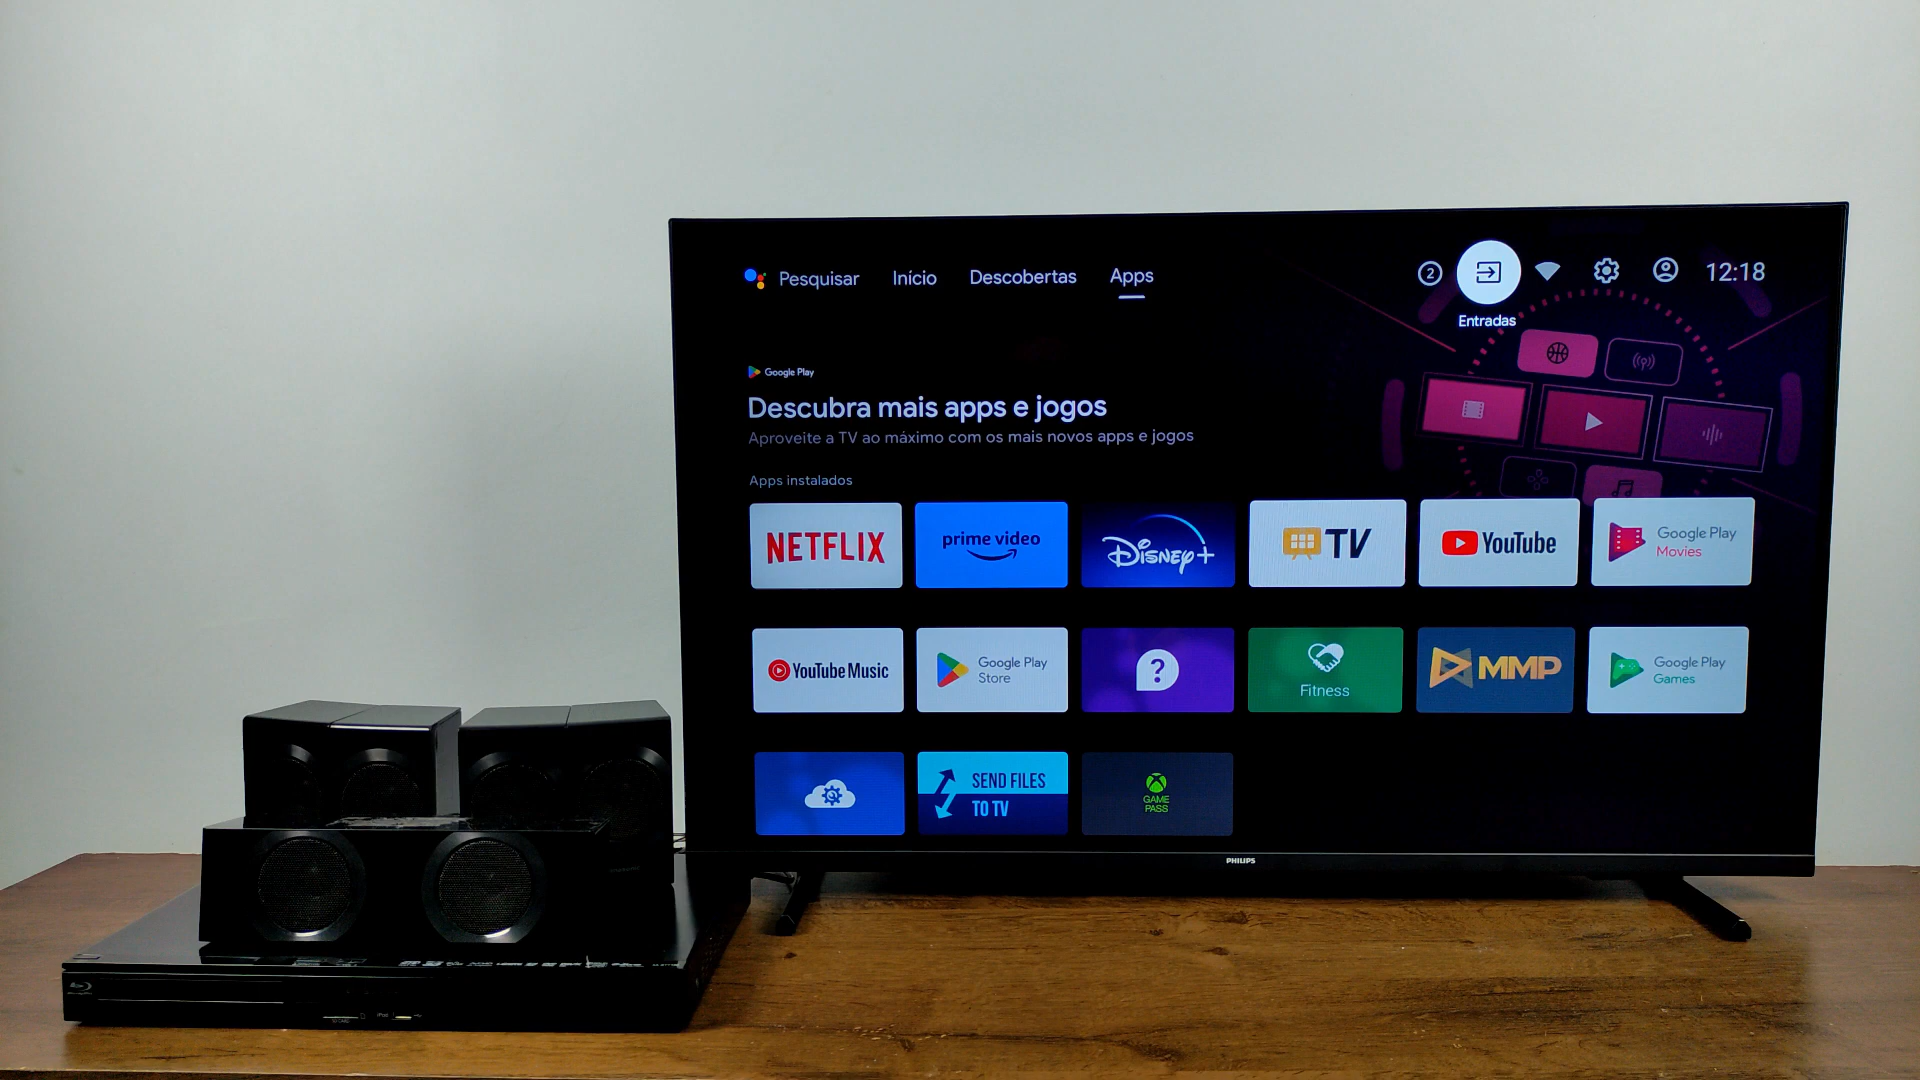 Pesquisar Início Descobertas Apps
2
12:18
Entradas
Google Play
Descubra mais apps e jogos
Aproveite a TV ao máximo com os mais novos apps e jogos
Apps instalados
NETFLIX
prime video
Disney+
TV
YouTube
Google Play
Movies
YouTube Music
Google Play
Store
?
Fitness
MMP
Google Play
Games
SEND FILES
TO TV
GAME
PASS
PHILIPS
iPod